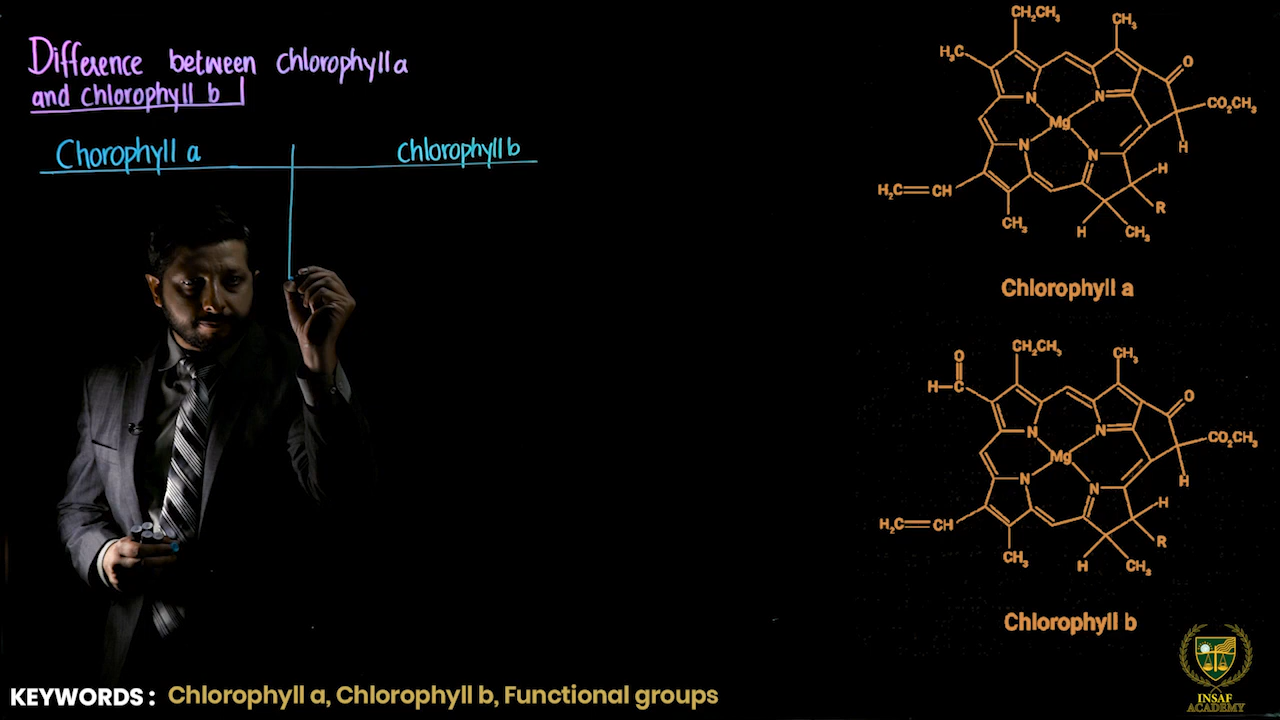 Difference between chlorophyll a
and chlorophyll b
Chorophyll a
Chlorophyll b
CH₂CH₃
CH₃
H₃C
O
N
N
CO₂CH₃
Mg
H
N
N
H
H₂C CH
R
CH₃
H
CH₃
Chlorophyll a
O
CH₂CH₃
CH₃
H C
O
N
N
CO₂CH₃
Mg
N
N
H
H
H₂C CH
R
CH₃
H
CH₃
Chlorophyll b
KEYWORDS : Chlorophyll a, Chlorophyll b, Functional groups
INSAF
ACADEMY